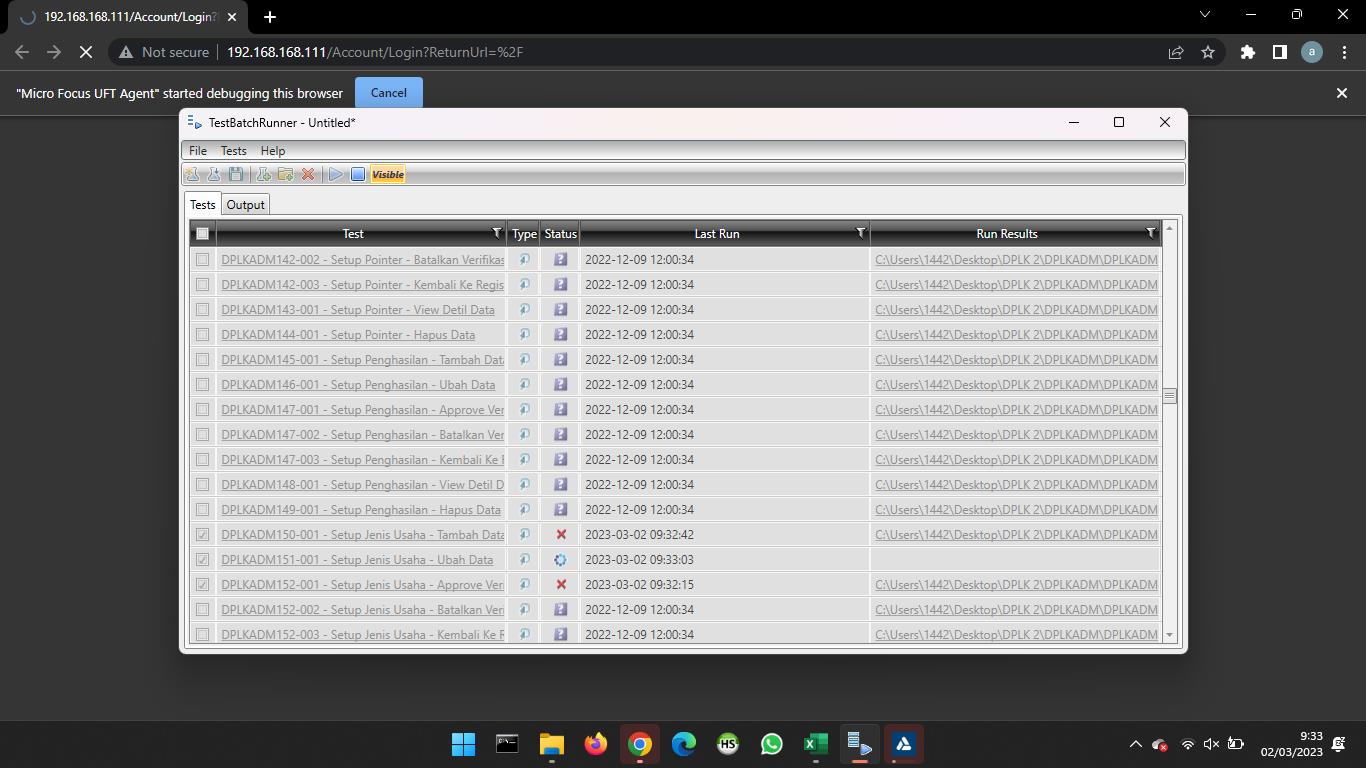 192.168.168.111/Account/Login?
Not secure 192.168.168.111/Account/Login?ReturnUrl=%2F a
"Micro Focus UFT Agent" started debugging this browser Cancel
TestBatchRunner - Untitled*
File Tests Help
Visible
Tests Output
Test Type Status Last Run Run Results
DPLKADM142-002 - Setup Pointer - Batalkan Verifikas 2022-12-09 12:00:34 C:\Users\1442\Desktop\DPLK 2\DPLKADM\DPLKADM
DPLKADM142-003 - Setup Pointer - Kembali Ke Regis 2022-12-09 12:00:34 C:\Users\1442\Desktop\DPLK 2\DPLKADM\DPLKADM
DPLKADM143-001 - Setup Pointer - View Detil Data 2022-12-09 12:00:34 C:\Users\1442\Desktop\DPLK 2\DPLKADM\DPLKADM
DPLKADM144-001 - Setup Pointer - Hapus Data 2022-12-09 12:00:34 C:\Users\1442\Desktop\DPLK 2\DPLKADM\DPLKADM
DPLKADM145-001 - Setup Penghasilan - Tambah Dat 2022-12-09 12:00:34 C:\Users\1442\Desktop\DPLK 2\DPLKADM\DPLKADM
DPLKADM146-001 - Setup Penghasilan - Ubah Data 2022-12-09 12:00:34 C:\Users\1442\Desktop\DPLK 2\DPLKADM\DPLKADM
DPLKADM147-001 - Setup Penghasilan - Approve Ver 2022-12-09 12:00:34 C:\Users\1442\Desktop\DPLK 2\DPLKADM\DPLKADM
DPLKADM147-002 - Setup Penghasilan - Batalkan Ver 2022-12-09 12:00:34 C:\Users\1442\Desktop\DPLK 2\DPLKADM\DPLKADM
DPLKADM147-003 - Setup Penghasilan - Kembali Ke 2022-12-09 12:00:34 C:\Users\1442\Desktop\DPLK 2\DPLKADM\DPLKADM
DPLKADM148-001 - Setup Penghasilan - View Detil D 2022-12-09 12:00:34 C:\Users\1442\Desktop\DPLK 2\DPLKADM\DPLKADM
DPLKADM149-001 - Setup Penghasilan - Hapus Data 2022-12-09 12:00:34 C:\Users\1442\Desktop\DPLK 2\DPLKADM\DPLKADM
DPLKADM150-001 - Setup Jenis Usaha - Tambah Data 2023-03-02 09:32:42 C:\Users\1442\Desktop\DPLK 2\DPLKADM\DPLKADM
DPLKADM151-001 - Setup Jenis Usaha - Ubah Data 2023-03-02 09:33:03
DPLKADM152-001 - Setup Jenis Usaha - Approve Veri 2023-03-02 09:32:15 C:\Users\1442\Desktop\DPLK 2\DPLKADM\DPLKADM
DPLKADM152-002 - Setup Jenis Usaha - Batalkan Veri 2022-12-09 12:00:34 C:\Users\1442\Desktop\DPLK 2\DPLKADM\DPLKADM
DPLKADM152-003 - Setup Jenis Usaha - Kembali Ke R 2022-12-09 12:00:34 C:\Users\1442\Desktop\DPLK 2\DPLKADM\DPLKADM
HS
9:33
02/03/2023